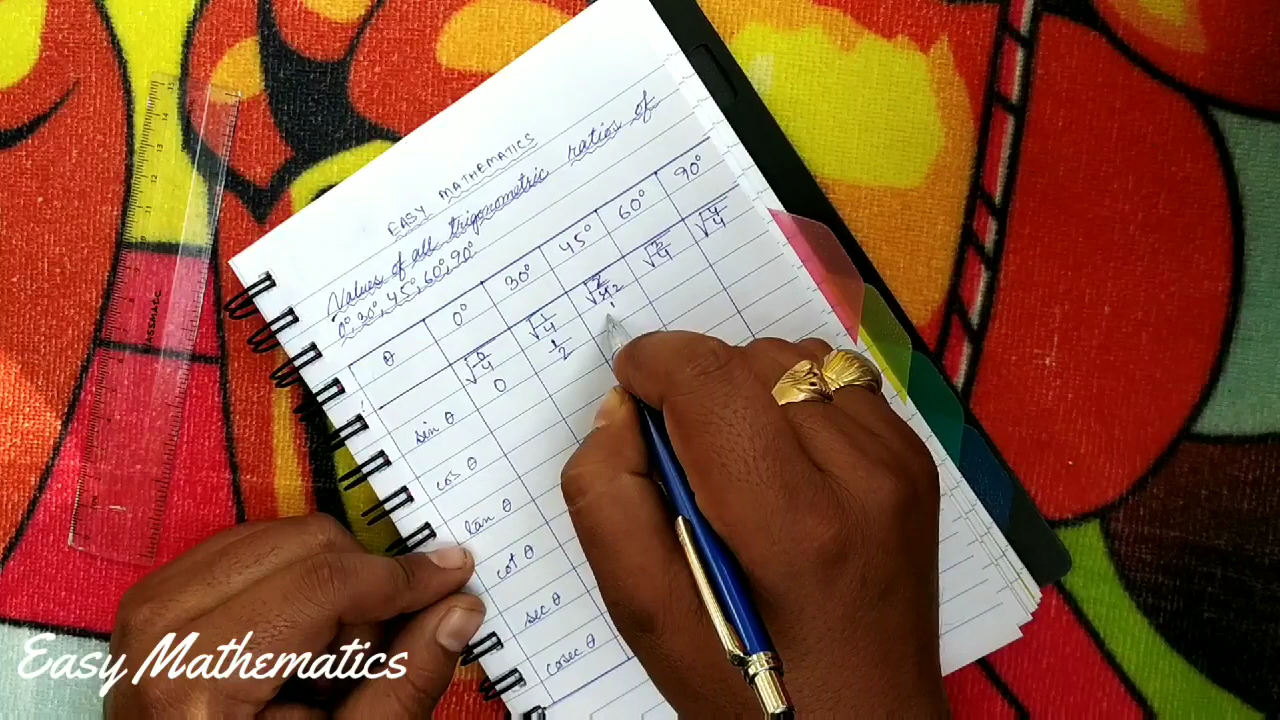 EASY MATHEMATICS
Values of all trigonometric ratios of
0°, 30°, 45°, 60°, 90°
θ 0° 30° 45° 60° 90°
sin θ √0/4 √1/4 √2/4 2 √3/4 √4/4
0 1/2 1
cos θ
tan θ
cot θ
sec θ
cosec θ
Easy Mathematics